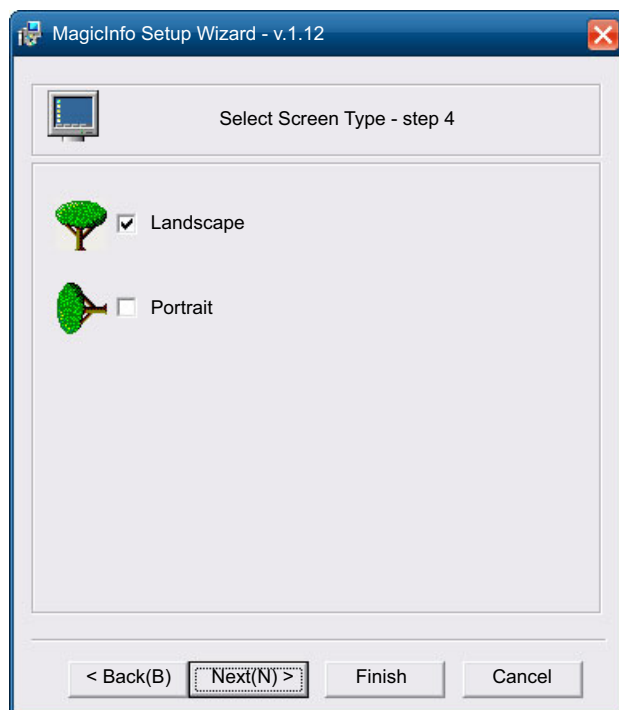 MagicInfo Setup Wizard - v.1.12
Select Screen Type - step 4
Landscape
Portrait
< Back(B) Next(N) > Finish Cancel